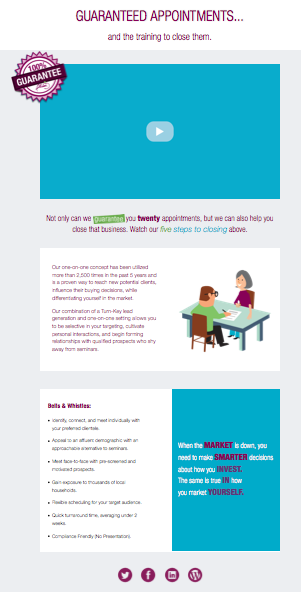 GUARANTEED APPOINTMENTS...
and the training to close them.
100%
GUARANTEE
Not only can we guarantee you twenty appointments, but we can also help you
close that business. Watch our five steps to closing above.
Our one-on-one concept has been utilized
more than 2,500 times in the past 5 years and
is a proven way to reach new potential clients,
influence their buying decisions, while
differentiating yourself in the market.
Our combination of a Turn-Key lead
generation and one-on-one setting allows you
to be selective in your targeting, cultivate
personal interactions, and begin forming
relationships with qualified prospects who shy
away from seminars.
Bells & Whistles:
• Identify, connect, and meet individually with
your preferred clientele.
• Appeal to an affluent demographic with an
approachable alternative to seminars.
• Meet face-to-face with pre-screened and
motivated prospects.
• Gain exposure to thousands of local
households.
• Flexible scheduling for your target audience.
• Quick turnaround time, averaging under 2
weeks.
• Compliance Friendly (No Presentation).
When the MARKET is down, you
need to make SMARTER decisions
about how you INVEST.
The same is true IN how
you market YOURSELF.